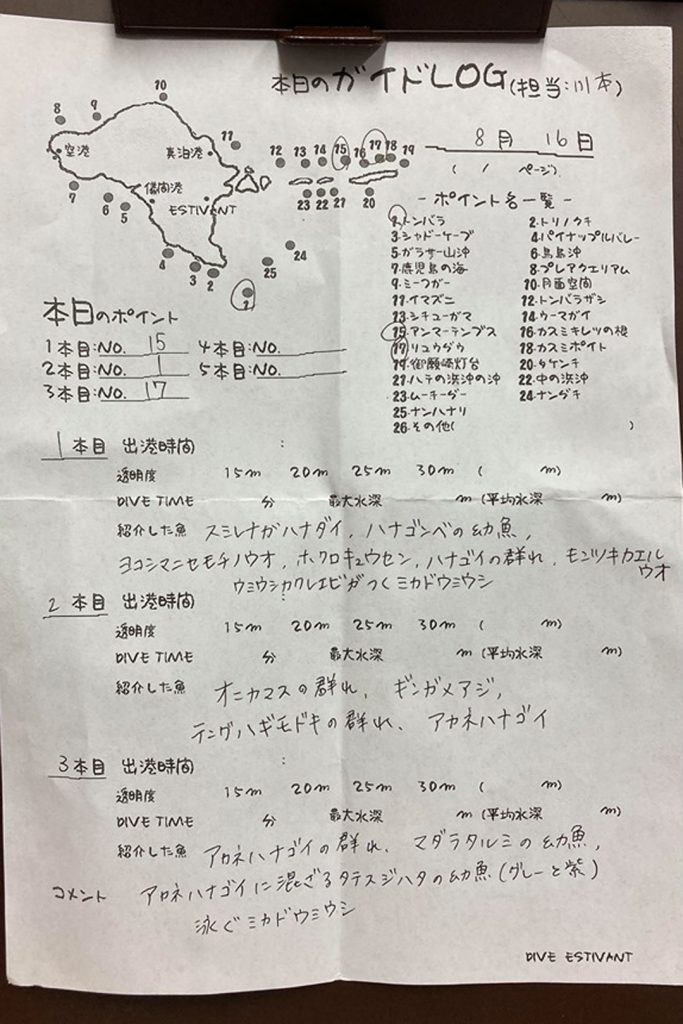 本日のガイドLOG(担当:川本)
8月 16日
( / ページ)
10
9
8
空港
真泊港
11
12 13 14 15 16 17 18 19
7
6
5
儀間港
ESTIVANT
23 22 21
20
24
25
4
3
2
1
- ポイント名一覧 -
1.トンバラ 2.トリノクチ
3.シャドーケーブ 4.パイナップルバレー
5.ガラサー山沖 6.鳥島沖
7.鹿児島の海 8.プレアクエリアム
9.ミーフガー 10.月面空間
11.イマズニ 12.トンバラザシ
13.シチューガマ 14.ウーマガイ
15.アンマーテンプス 16.カスミキレツの根
17.リュウグウ 18.カスミポイト
19.御願崎灯台 20.タケンチ
21.ハテの浜沖の沖 22.中の浜沖
23.ムーチーダー 24.ナングチ
25.ナンハナリ
26.その他( )
本日のポイント
1本目:NO. 15 4本目:NO.
2本目:NO. 1 5本目:NO.
3本目:NO. 17
1本目 出港時間 :
透明度 15m 20m 25m 30m ( m)
DIVE TIME 分 最大水深 m (平均水深 m)
紹介した魚 スミレナガハナダイ, ハナゴンベの幼魚,
ヨコシマニセモチノウオ, ホクロキュウセン, ハナゴイの群れ, モンツキカエル
ウオ
ウミウシカクレエビがつくミカドウミウシ
2本目 出港時間 :
透明度 15m 20m 25m 30m ( m)
DIVE TIME 分 最大水深 m (平均水深 m)
紹介した魚 オニカマスの群れ, ギンガメアジ,
テングハギモドキの群れ、 アカネハナゴイ
3本目 出港時間 :
透明度 15m 20m 25m 30m ( m)
DIVE TIME 分 最大水深 m (平均水深 m)
紹介した魚 アカネハナゴイの群れ、 マダラタルミの幼魚,
コメント アカネハナゴイに混ざるタテスジハタの幼魚(グレーと紫)
泳ぐミカドウミウシ
DIVE ESTIVANT